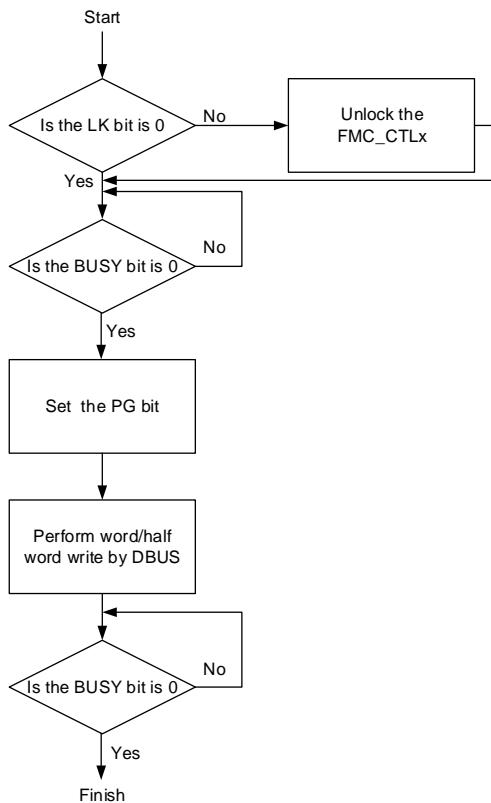 Start
Is the LK bit is 0
No
Unlock the
FMC_CTLx
Yes
Is the BUSY bit is 0
No
Yes
Set the PG bit
Perform word/half
word write by DBUS
Is the BUSY bit is 0
No
Yes
Finish